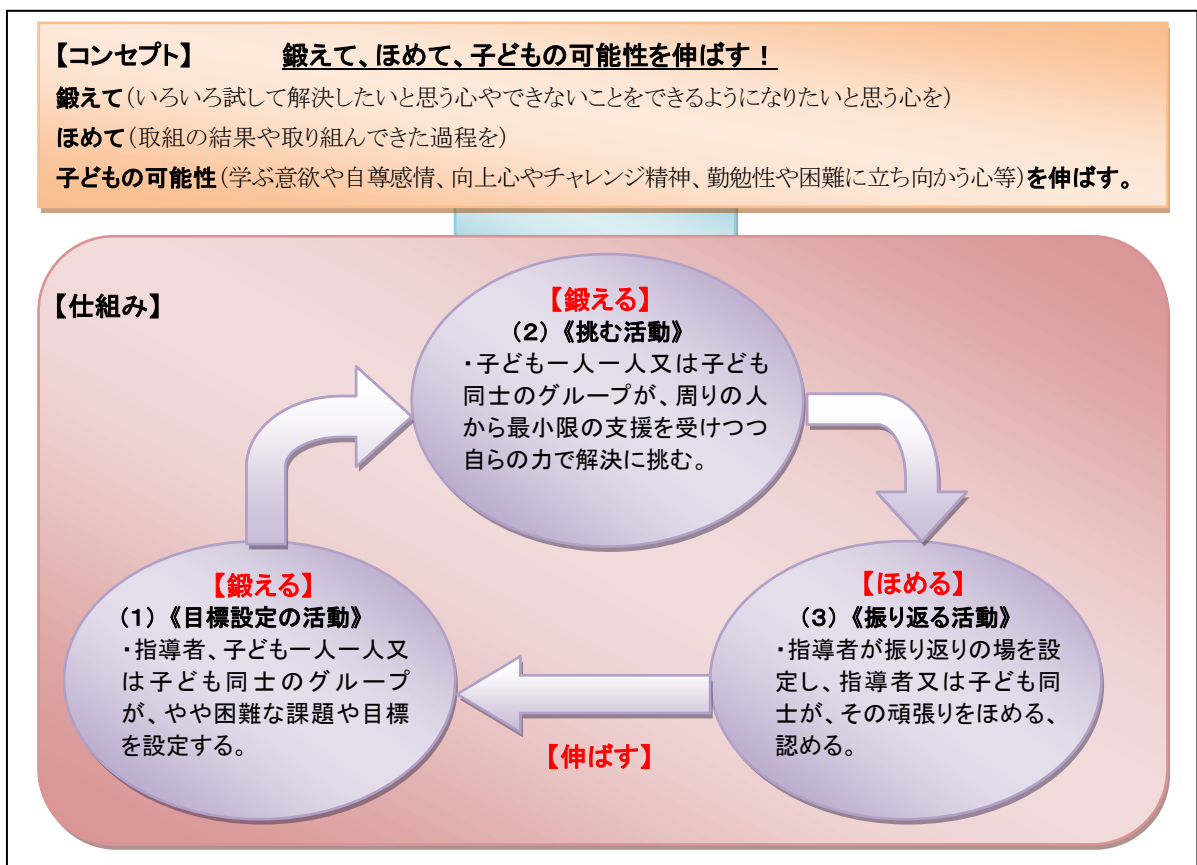 【コンセプト】 鍛えて、ほめて、子どもの可能性を伸ばす！
鍛えて（いろいろ試して解決したいと思う心やできないことをできるようになりたいと思う心を）
ほめて（取組の結果や取り組んできた過程を）
子どもの可能性（学ぶ意欲や自尊感情、向上心やチャレンジ精神、勤勉性や困難に立ち向かう心等）を伸ばす。
【仕組み】
【鍛える】
（２）《挑む活動》
・子ども一人一人又は子ども
同士のグループが、周りの人
から最小限の支援を受けつつ
自らの力で解決に挑む。
【鍛える】
（１）《目標設定の活動》
・指導者、子ども一人一人又
は子ども同士のグループ
が、やや困難な課題や目標
を設定する。
【ほめる】
（３）《振り返る活動》
・指導者が振り返りの場を設
定し、指導者又は子ども同
士が、その頑張りをほめる、
認める。
【伸ばす】